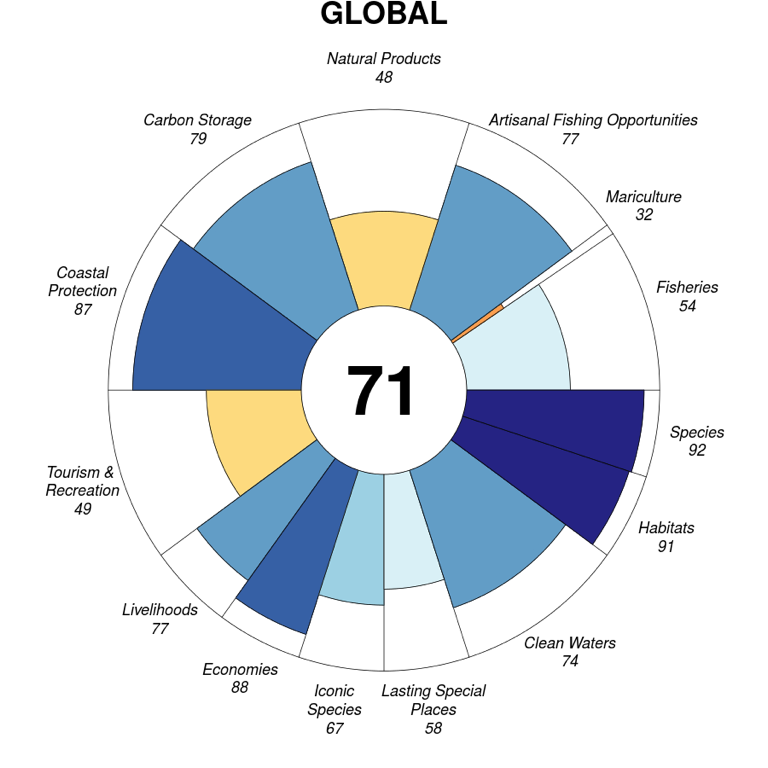 GLOBAL
Natural Products
48
Artisanal Fishing Opportunities
77
Mariculture
32
Fisheries
54
Species
92
Habitats
91
Clean Waters
74
Lasting Special
Places
58
Iconic
Species
67
Economies
88
Livelihoods
77
Tourism &
Recreation
49
Coastal
Protection
87
Carbon Storage
79
71